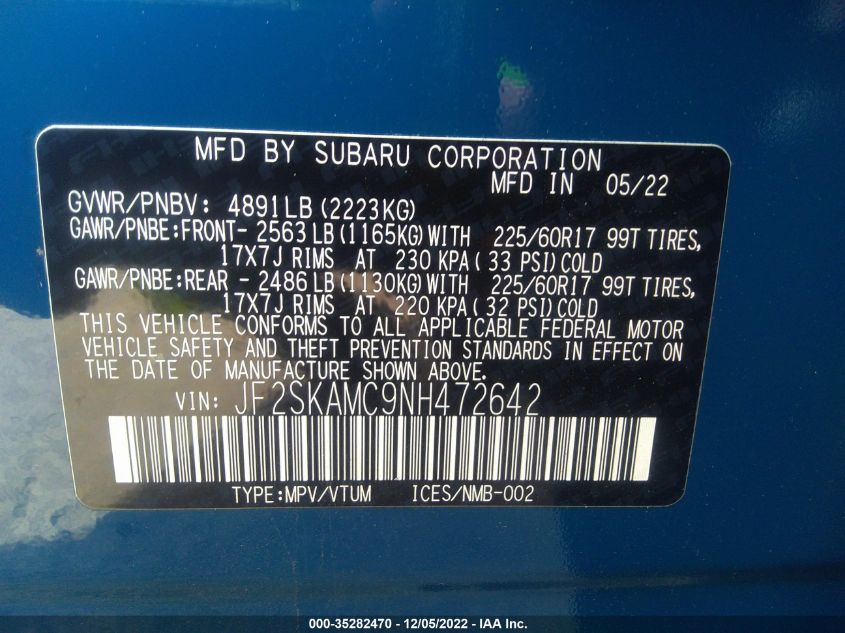 MFD BY SUBARU CORPORATION
MFD IN 05/22
GVWR/PNBV: 4891LB (2223KG)
GAWR/PNBE:FRONT- 2563 LB (1165KG) WITH 225/60R17 99T TIRES,
17X7J RIMS AT 230 KPA ( 33 PSI) COLD
GAWR/PNBE:REAR - 2486 LB (1130KG) WITH 225/60R17 99T TIRES,
17X7J RIMS AT 220 KPA ( 32 PSI) COLD
THIS VEHICLE CONFORMS TO ALL APPLICABLE FEDERAL MOTOR
VEHICLE SAFETY AND THEFT PREVENTION STANDARDS IN EFFECT ON
THE DATE OF MANUFACTURE SHOWN ABOVE.
VIN: JF2SKAMC9NH472642
TYPE:MPV/VTUM ICES/NMB-002
000-35282470 - 12/05/2022 - IAA Inc.